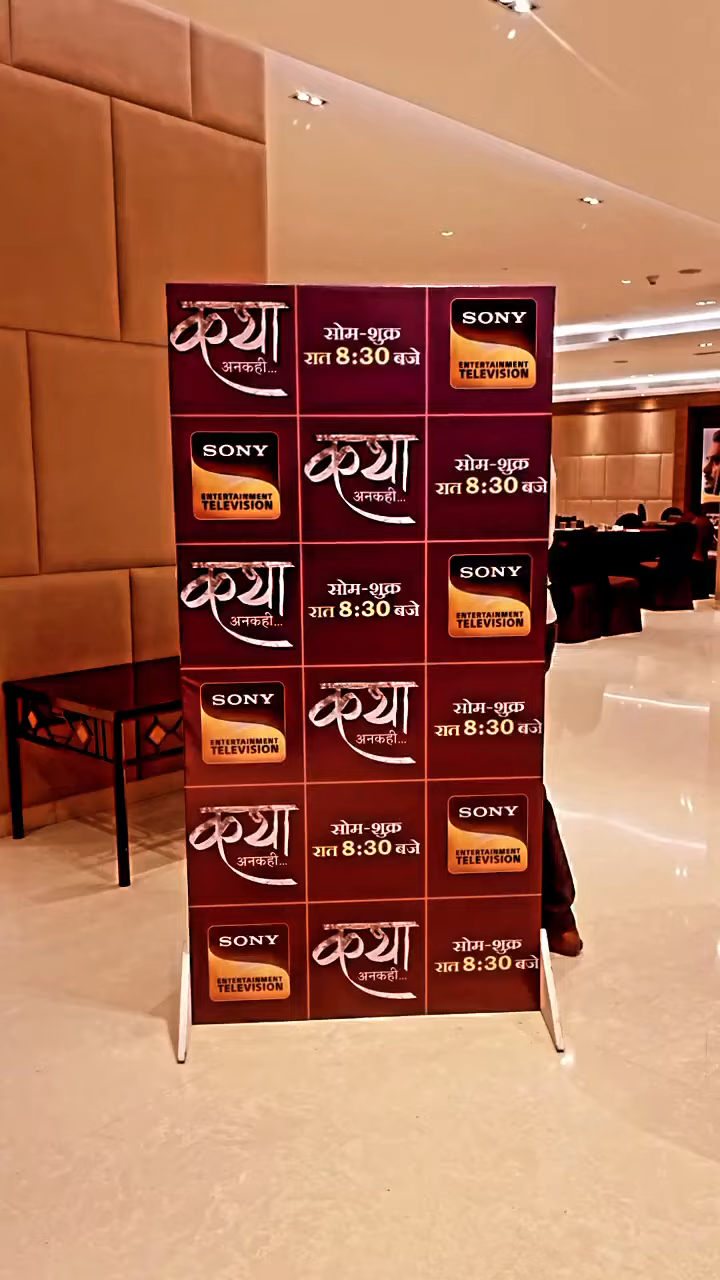 कथा
अनकही...
सोम-शुक्र
रात 8:30 बजे
SONY
ENTERTAINMENT
TELEVISION
SONY
ENTERTAINMENT
TELEVISION
कथा
अनकही...
सोम-शुक्र
रात 8:30 बजे
कथा
अनकही...
सोम-शुक्र
रात 8:30 बजे
SONY
ENTERTAINMENT
TELEVISION
SONY
ENTERTAINMENT
TELEVISION
कथा
अनकही...
सोम-शुक्र
रात 8:30 बजे
कथा
अनकही...
सोम-शुक्र
रात 8:30 बजे
SONY
ENTERTAINMENT
TELEVISION
SONY
ENTERTAINMENT
TELEVISION
कथा
अनकही...
सोम-शुक्र
रात 8:30 बजे